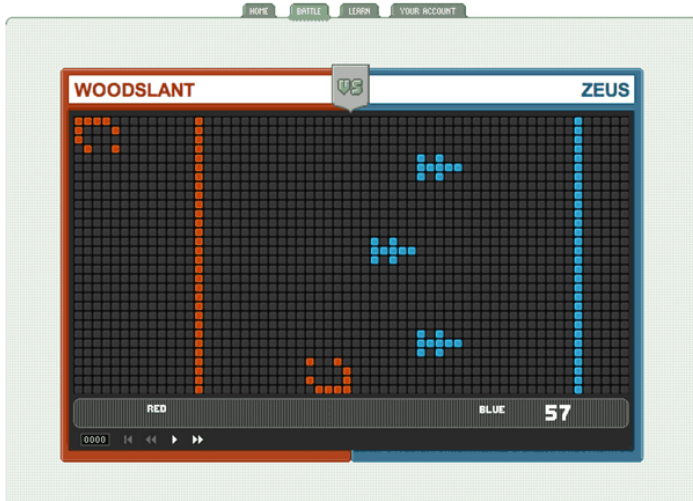 HOME BATTLE LEARN YOUR ACCOUNT
WOODSLANT VS ZEUS
RED BLUE 57
0000